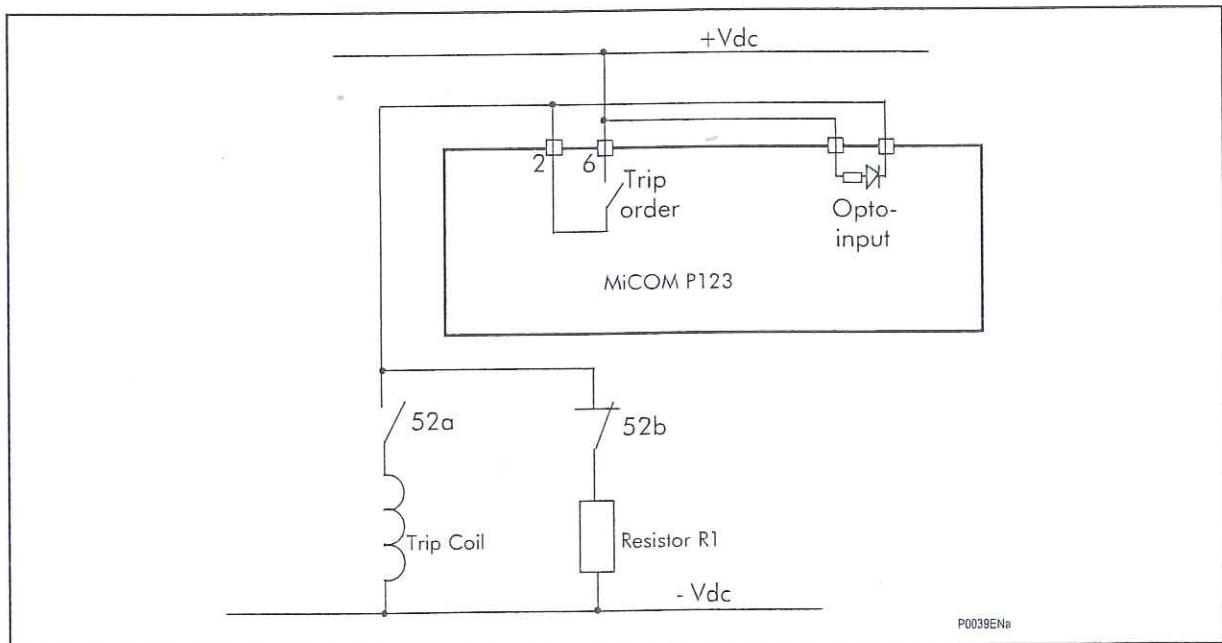 +Vdc
2
6
Trip
order
Opto-
input
MiCOM P123
52a
52b
Trip Coil
Resistor R1
- Vdc
P0039ENa